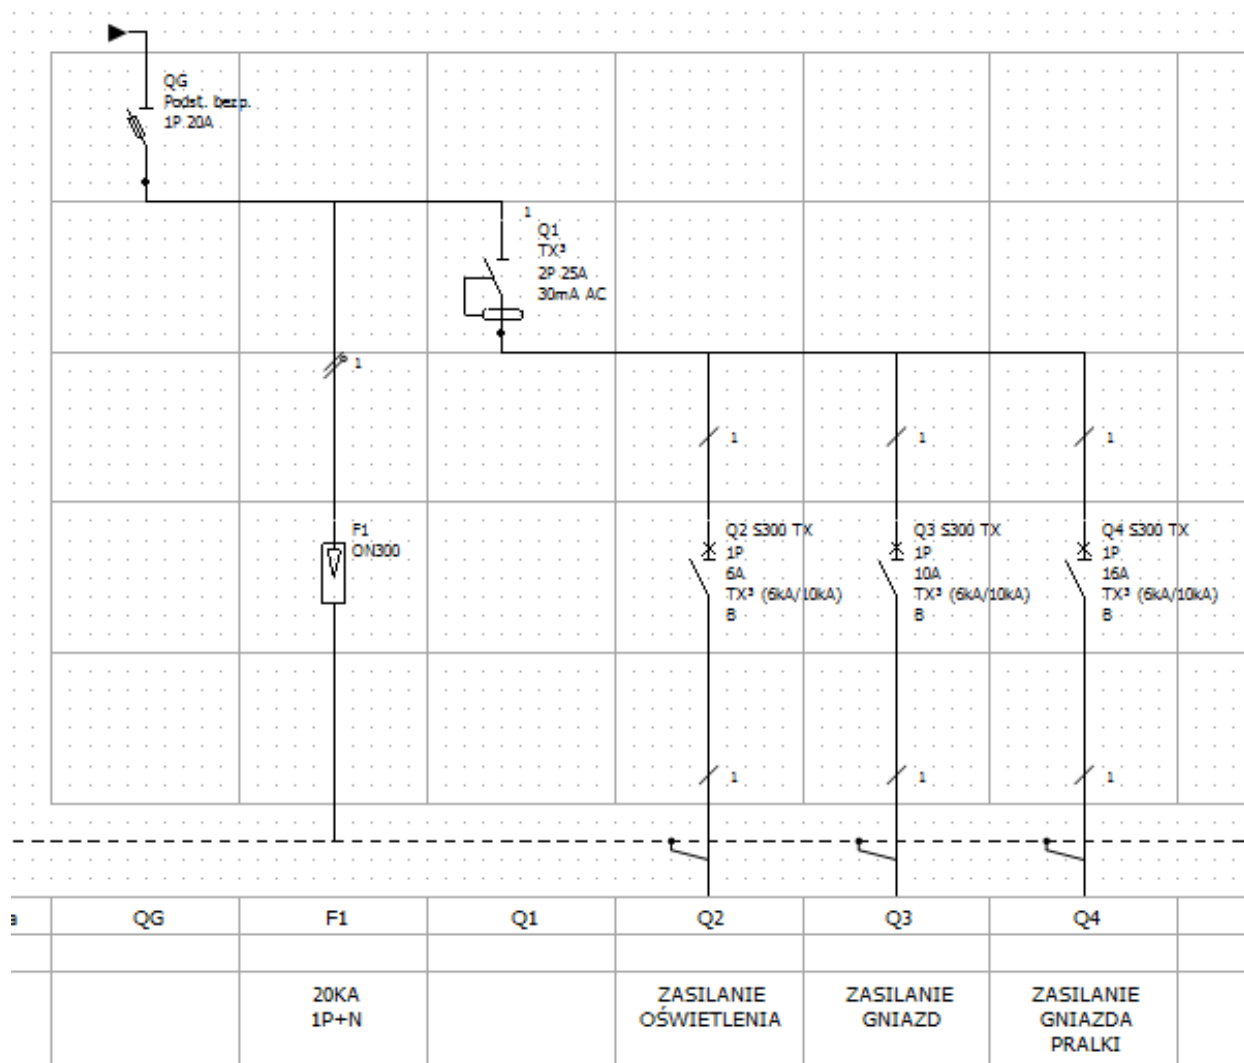 QG
Podst. bezp.
1P 20A
1
Q1
TX³
2P 25A
30mA AC
1
1
1
1
F1
ON300
Q2 S300 TX
1P
6A
TX³ (6kA/10kA)
B
Q3 S300 TX
1P
10A
TX³ (6kA/10kA)
B
Q4 S300 TX
1P
16A
TX³ (6kA/10kA)
B
1
1
1
a
QG
F1
Q1
Q2
Q3
Q4
20KA
1P+N
ZASILANIE
OŚWIETLENIA
ZASILANIE
GNIAZD
ZASILANIE
GNIAZDA
PRALKI